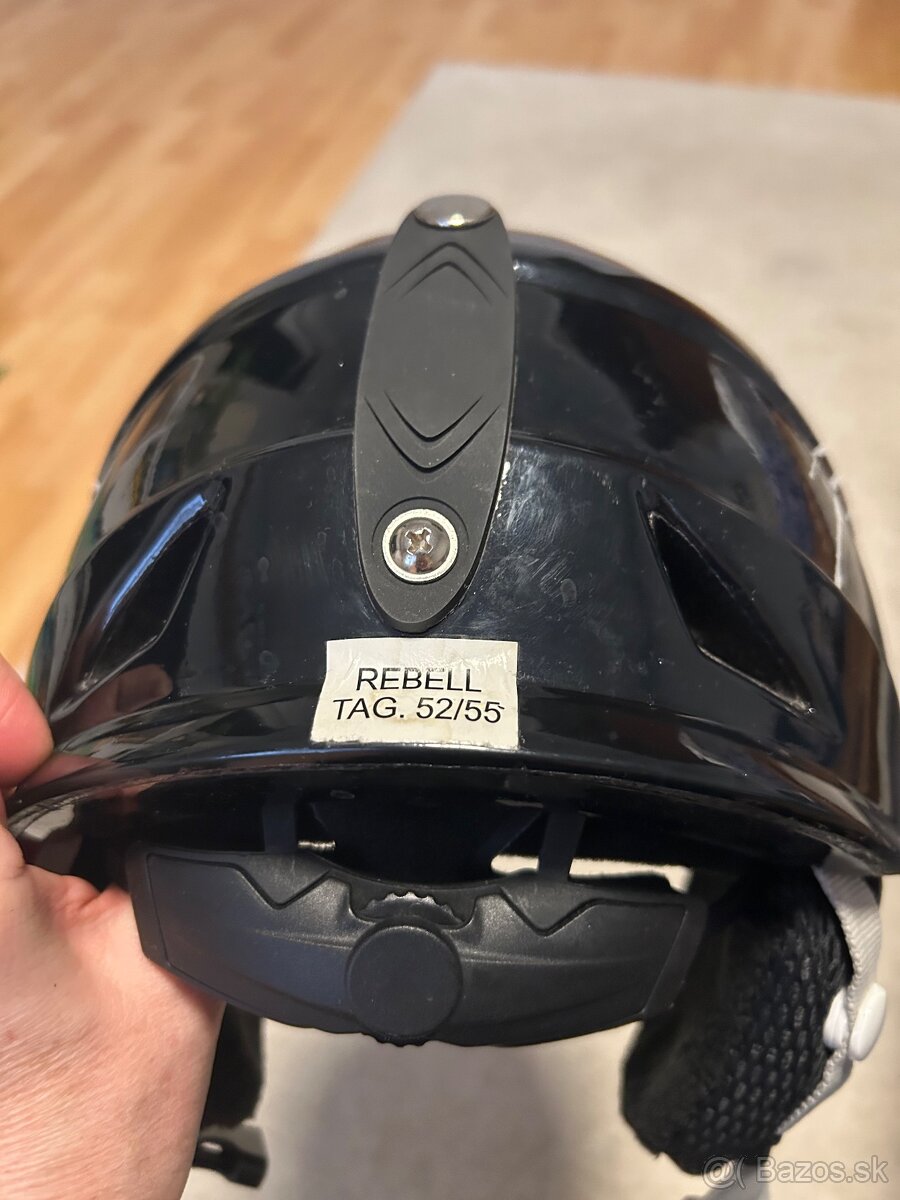 REBELL
TAG. 52/55
@( Bazos.sk